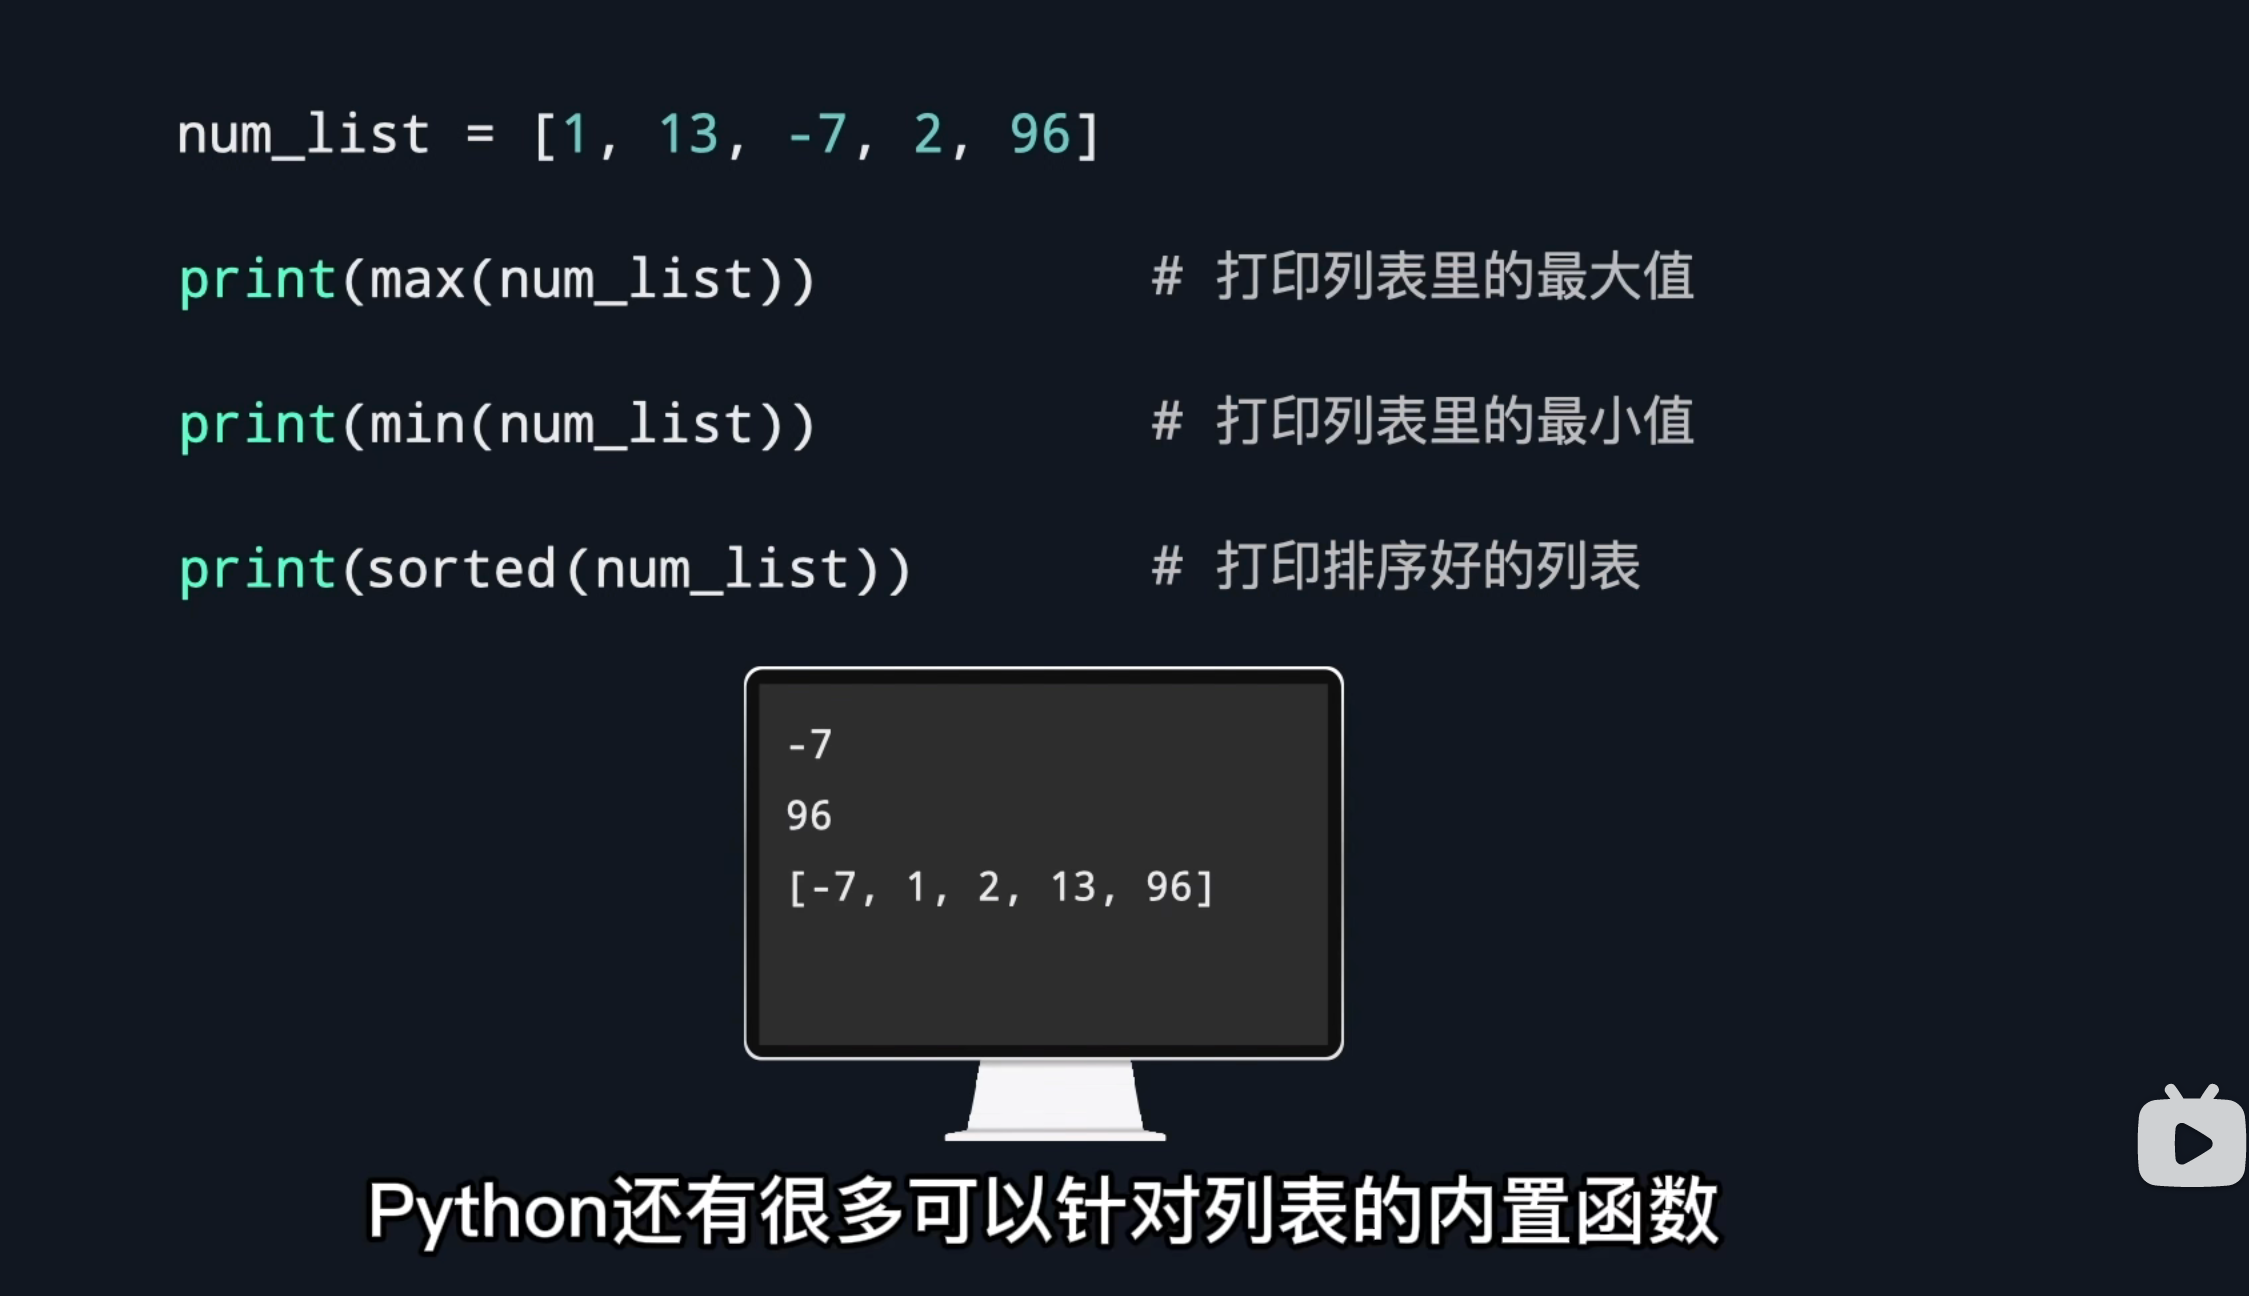 num_list = [1, 13, -7, 2, 96]
print(max(num_list)) # 打印列表里的最大值
print(min(num_list)) # 打印列表里的最小值
print(sorted(num_list)) # 打印排序好的列表
-7
96
[-7, 1, 2, 13, 96]
Python还有很多可以针对列表的内置函数